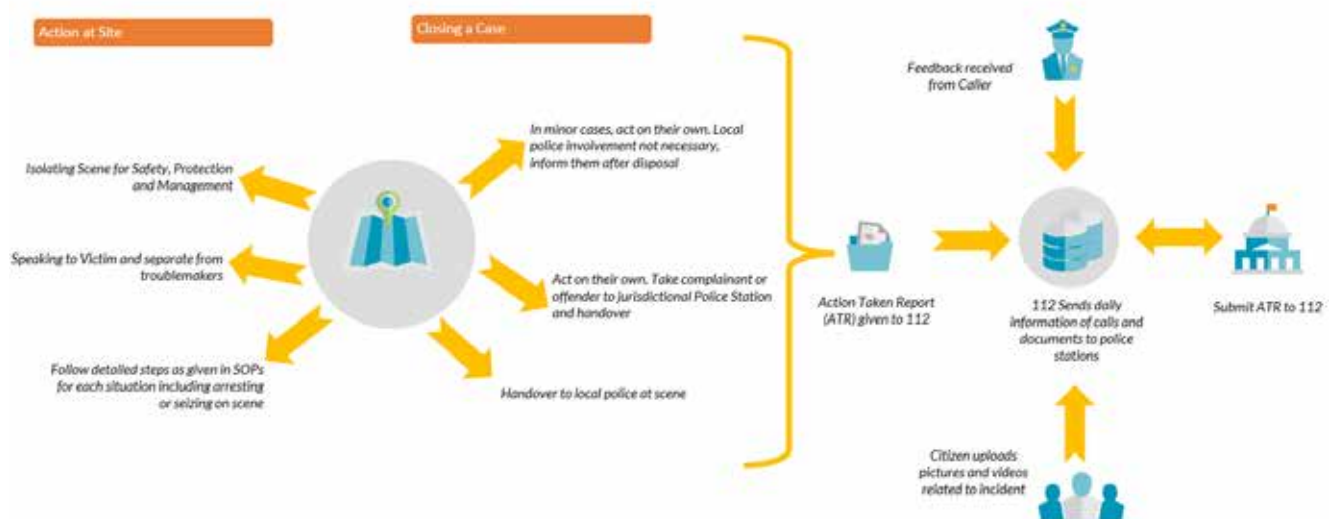 Action at Site
Closing a Case
Isolating Scene for Safety, Protection
and Management
Speaking to Victim and separate from
troublemakers
Follow detailed steps as given in SOPs
for each situation including arresting
or seizing on scene
In minor cases, act on their own. Local
police involvement not necessary,
inform them after disposal
Act on their own. Take complainant or
offender to jurisdictional Police Station
and handover
Handover to local police at scene
Action Taken Report
(ATR) given to 112
Feedback received
from Caller
112 Sends daily
information of calls and
documents to police
stations
Submit ATR to 112
Citizen uploads
pictures and videos
related to incident